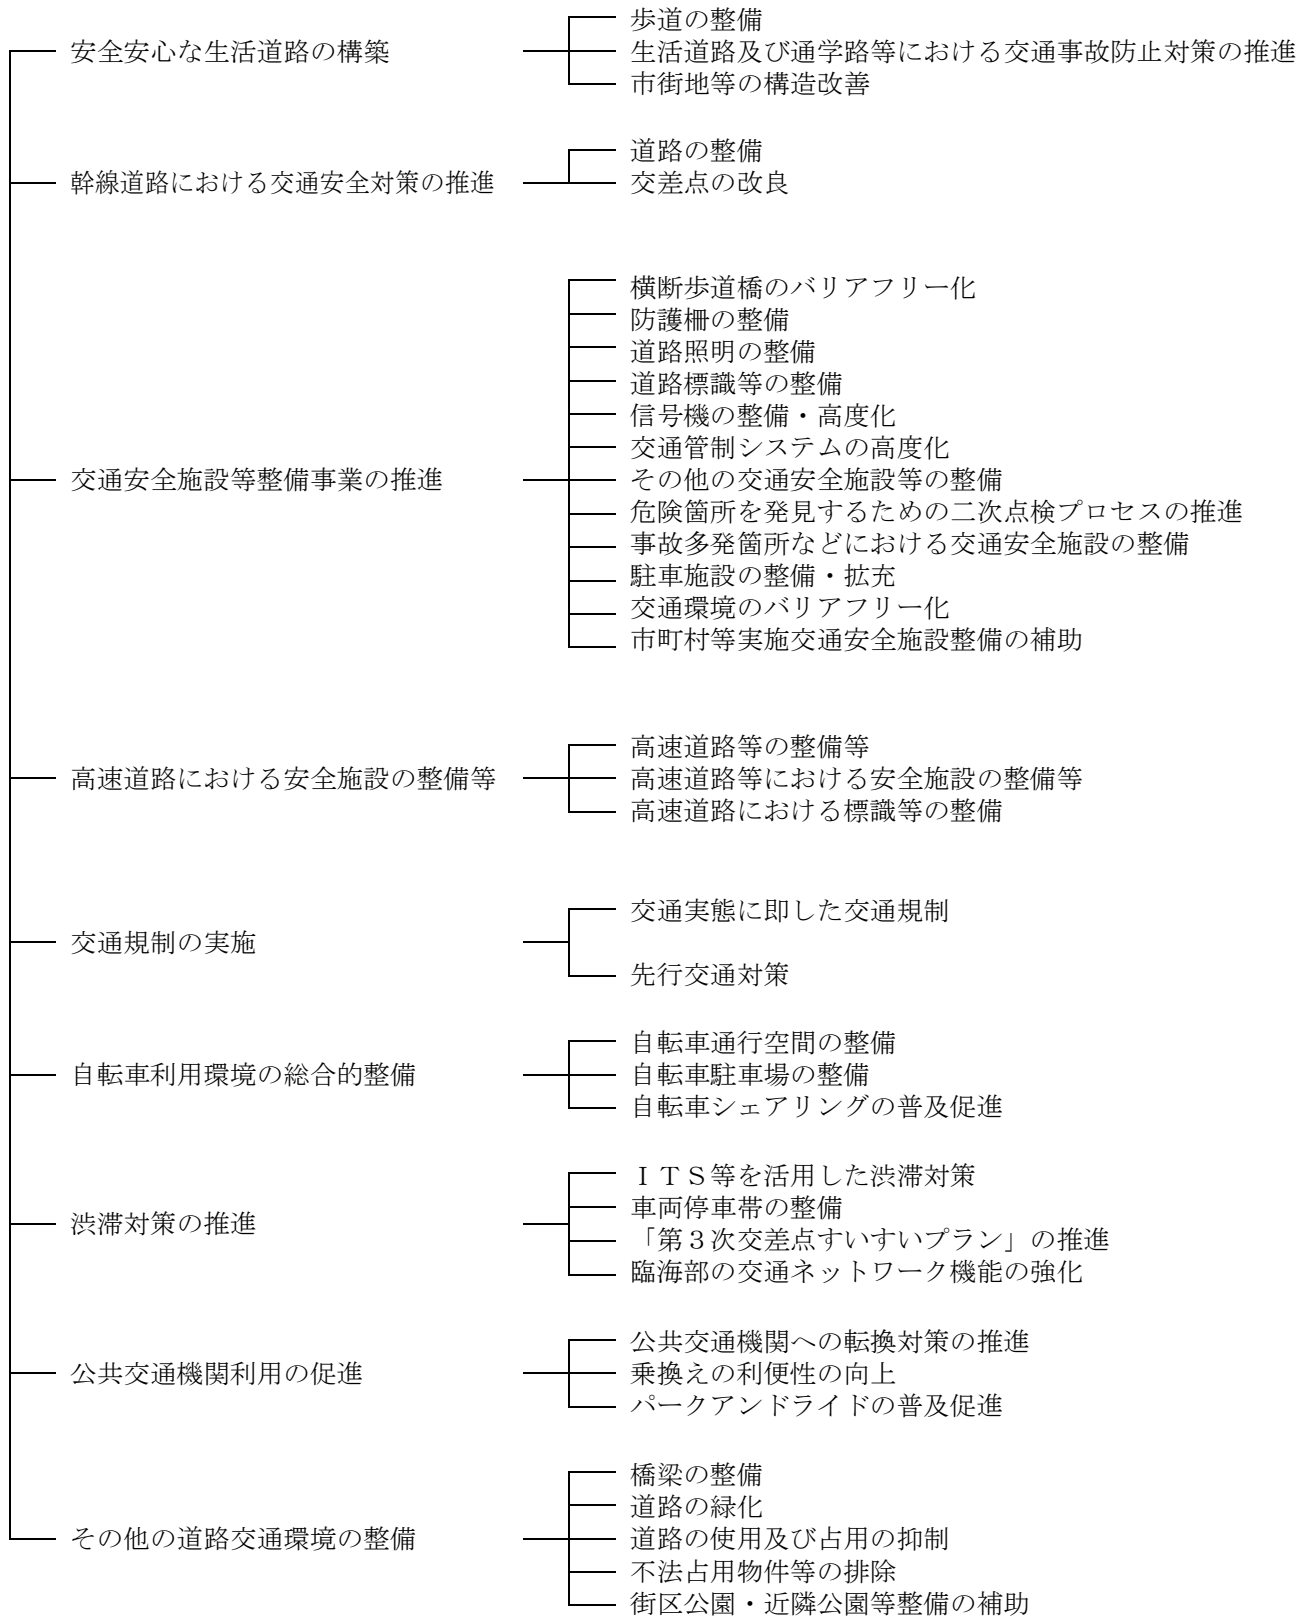 安全安心な生活道路の構築
歩道の整備
生活道路及び通学路等における交通事故防止対策の推進
市街地等の構造改善
幹線道路における交通安全対策の推進
道路の整備
交差点の改良
交通安全施設等整備事業の推進
横断歩道橋のバリアフリー化
防護柵の整備
道路照明の整備
道路標識等の整備
信号機の整備・高度化
交通管制システムの高度化
その他の交通安全施設等の整備
危険箇所を発見するための二次点検プロセスの推進
事故多発箇所などにおける交通安全施設の整備
駐車施設の整備・拡充
交通環境のバリアフリー化
市町村等実施交通安全施設整備の補助
高速道路における安全施設の整備等
高速道路等の整備等
高速道路等における安全施設の整備等
高速道路における標識等の整備
交通規制の実施
交通実態に即した交通規制
先行交通対策
自転車利用環境の総合的整備
自転車通行空間の整備
自転車駐車場の整備
自転車シェアリングの普及促進
渋滞対策の推進
ＩＴＳ等を活用した渋滞対策
車両停車帯の整備
「第３次交差点すいすいプラン」の推進
臨海部の交通ネットワーク機能の強化
公共交通機関利用の促進
公共交通機関への転換対策の推進
乗換えの利便性の向上
パークアンドライドの普及促進
その他の道路交通環境の整備
橋梁の整備
道路の緑化
道路の使用及び占用の抑制
不法占用物件等の排除
街区公園・近隣公園等整備の補助